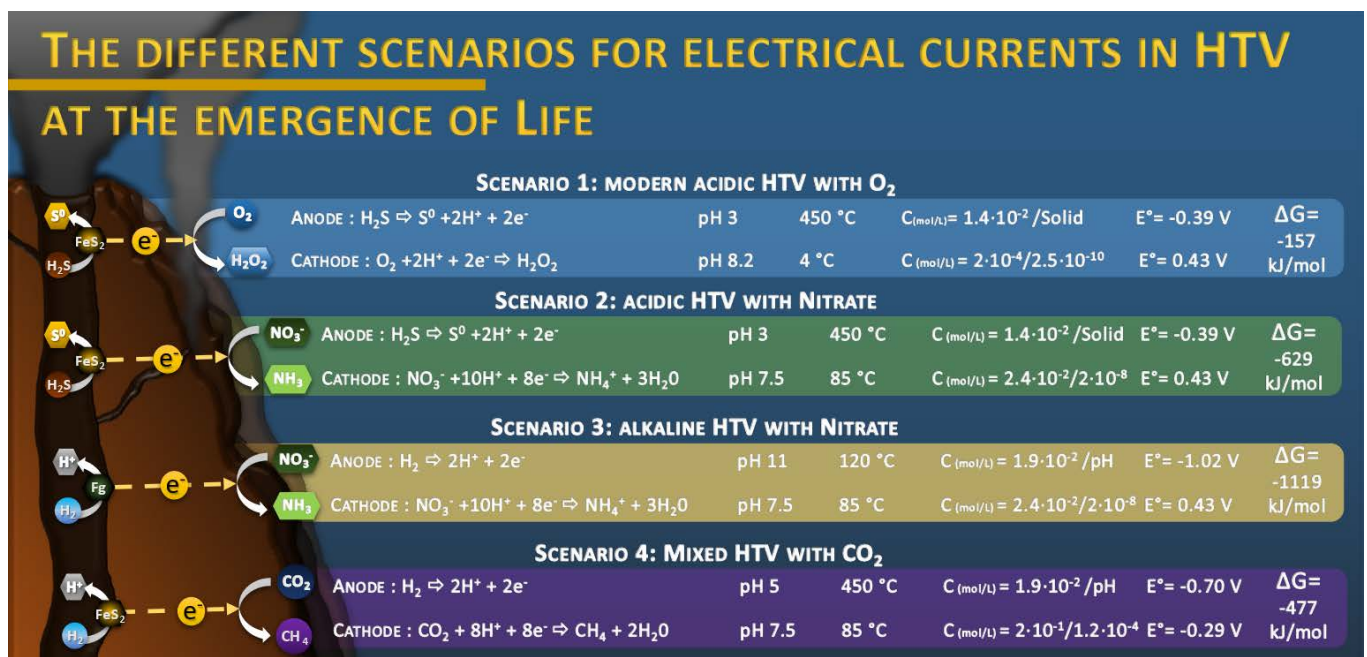 THE DIFFERENT SCENARIOS FOR ELECTRICAL CURRENTS IN HTV
AT THE EMERGENCE OF LIFE
SCENARIO 1: MODERN ACIDIC HTV WITH O₂
S⁰ FeS₂ H₂S e⁻ O₂ H₂O₂
ANODE : H₂S ⇨ S⁰ +2H⁺ + 2e⁻ pH 3 450 °C C(mol/L)= 1.4·10⁻² /Solid E°= -0.39 V
CATHODE : O₂ +2H⁺ + 2e⁻ ⇨ H₂O₂ pH 8.2 4 °C C (mol/L) = 2·10⁻⁴/2.5·10⁻¹⁰ E°= 0.43 V
ΔG=
-157
kJ/mol
SCENARIO 2: ACIDIC HTV WITH NITRATE
S⁰ FeS₂ H₂S e⁻ NO₃⁻ NH₃
ANODE : H₂S ⇨ S⁰ +2H⁺ + 2e⁻ pH 3 450 °C C (mol/L) = 1.4·10⁻² /Solid E°= -0.39 V
CATHODE : NO₃⁻ +10H⁺ + 8e⁻ ⇨ NH₄⁺ + 3H₂0 pH 7.5 85 °C C (mol/L) = 2.4·10⁻²/2·10⁻⁸ E°= 0.43 V
ΔG=
-629
kJ/mol
SCENARIO 3: ALKALINE HTV WITH NITRATE
H⁺ Fg H₂ e⁻ NO₃⁻ NH₃
ANODE : H₂ ⇨ 2H⁺ + 2e⁻ pH 11 120 °C C (mol/L) = 1.9·10⁻² /pH E°= -1.02 V
CATHODE : NO₃⁻ +10H⁺ + 8e⁻ ⇨ NH₄⁺ + 3H₂0 pH 7.5 85 °C C (mol/L) = 2.4·10⁻²/2·10⁻⁸ E°= 0.43 V
ΔG=
-1119
kJ/mol
SCENARIO 4: MIXED HTV WITH CO₂
H⁺ FeS₂ H₂ e⁻ CO₂ CH₄
ANODE : H₂ ⇨ 2H⁺ + 2e⁻ pH 5 450 °C C (mol/L) = 1.9·10⁻² /pH E°= -0.70 V
CATHODE : CO₂ + 8H⁺ + 8e⁻ ⇨ CH₄ + 2H₂O pH 7.5 85 °C C (mol/L) = 2·10⁻¹/1.2·10⁻⁴ E°= -0.29 V
ΔG=
-477
kJ/mol